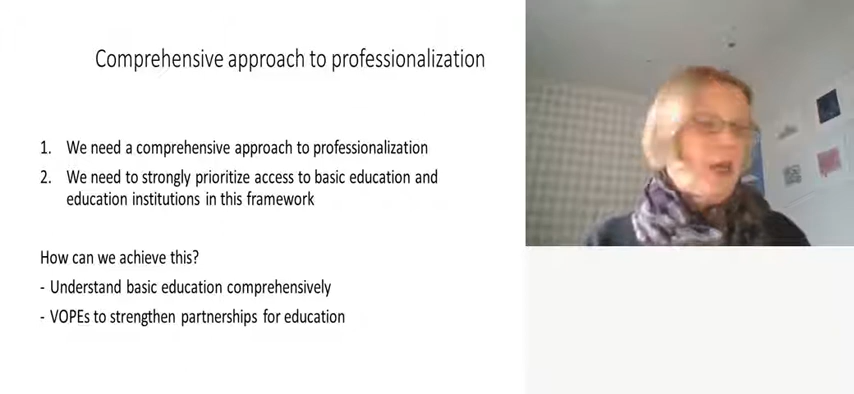 Comprehensive approach to professionalization
1. We need a comprehensive approach to professionalization
2. We need to strongly prioritize access to basic education and
education institutions in this framework
How can we achieve this?
- Understand basic education comprehensively
- VOPEs to strengthen partnerships for education